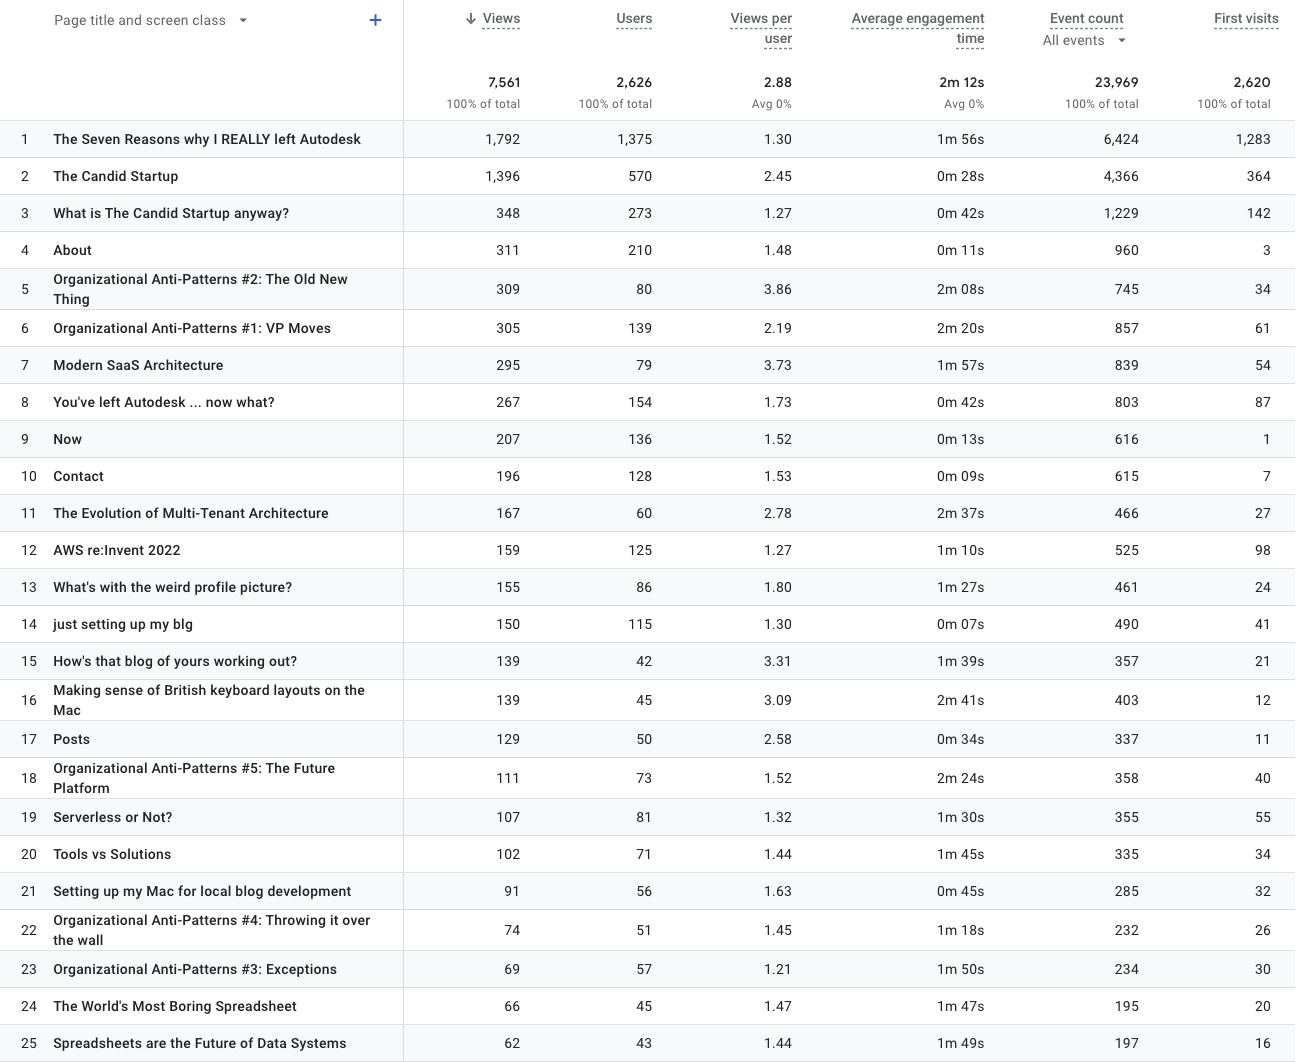 Page title and screen class
Views Users Views per user Average engagement time Event count All events First visits
7,561 2,626 2.88 2m 12s 23,969 2,620
100% of total 100% of total Avg 0% Avg 0% 100% of total 100% of total
1 The Seven Reasons why I REALLY left Autodesk 1,792 1,375 1.30 1m 56s 6,424 1,283
2 The Candid Startup 1,396 570 2.45 0m 28s 4,366 364
3 What is The Candid Startup anyway? 348 273 1.27 0m 42s 1,229 142
4 About 311 210 1.48 0m 11s 960 3
5 Organizational Anti-Patterns #2: The Old New
Thing 309 80 3.86 2m 08s 745 34
6 Organizational Anti-Patterns #1: VP Moves 305 139 2.19 2m 20s 857 61
7 Modern SaaS Architecture 295 79 3.73 1m 57s 839 54
8 You've left Autodesk ... now what? 267 154 1.73 0m 42s 803 87
9 Now 207 136 1.52 0m 13s 616 1
10 Contact 196 128 1.53 0m 09s 615 7
11 The Evolution of Multi-Tenant Architecture 167 60 2.78 2m 37s 466 27
12 AWS re:Invent 2022 159 125 1.27 1m 10s 525 98
13 What's with the weird profile picture? 155 86 1.80 1m 27s 461 24
14 just setting up my blg 150 115 1.30 0m 07s 490 41
15 How's that blog of yours working out? 139 42 3.31 1m 39s 357 21
16 Making sense of British keyboard layouts on the
Mac 139 45 3.09 2m 41s 403 12
17 Posts 129 50 2.58 0m 34s 337 11
18 Organizational Anti-Patterns #5: The Future
Platform 111 73 1.52 2m 24s 358 40
19 Serverless or Not? 107 81 1.32 1m 30s 355 55
20 Tools vs Solutions 102 71 1.44 1m 45s 335 34
21 Setting up my Mac for local blog development 91 56 1.63 0m 45s 285 32
22 Organizational Anti-Patterns #4: Throwing it over
the wall 74 51 1.45 1m 18s 232 26
23 Organizational Anti-Patterns #3: Exceptions 69 57 1.21 1m 50s 234 30
24 The World's Most Boring Spreadsheet 66 45 1.47 1m 47s 195 20
25 Spreadsheets are the Future of Data Systems 62 43 1.44 1m 49s 197 16